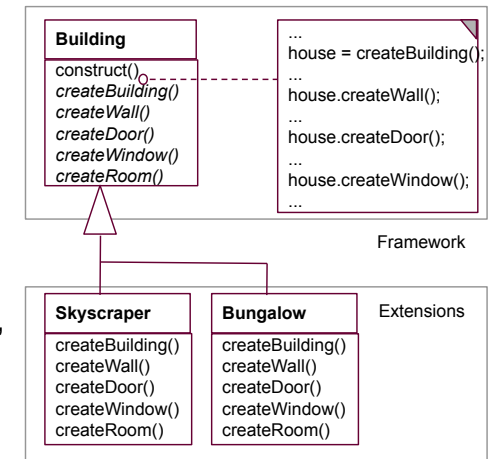 Building
construct()
createBuilding()
createWall()
createDoor()
createWindow()
createRoom()
...
house = createBuilding();
...
house.createWall();
...
house.createDoor();
...
house.createWindow();
...
Framework
Skyscraper
createBuilding()
createWall()
createDoor()
createWindow()
createRoom()
Bungalow
createBuilding()
createWall()
createDoor()
createWindow()
createRoom()
Extensions
,